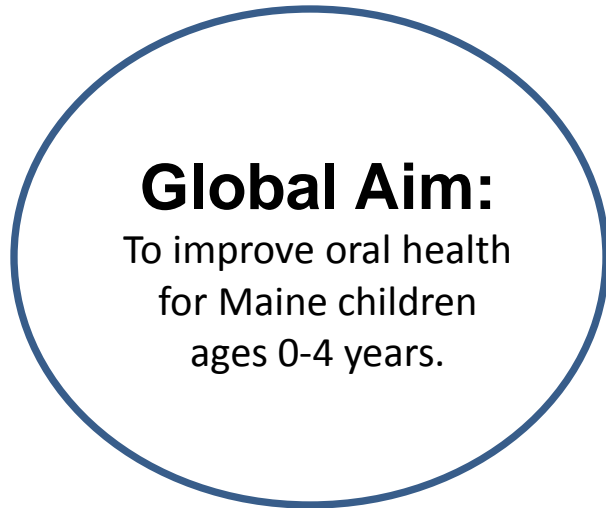 Global Aim:
To improve oral health
for Maine children
ages 0-4 years.